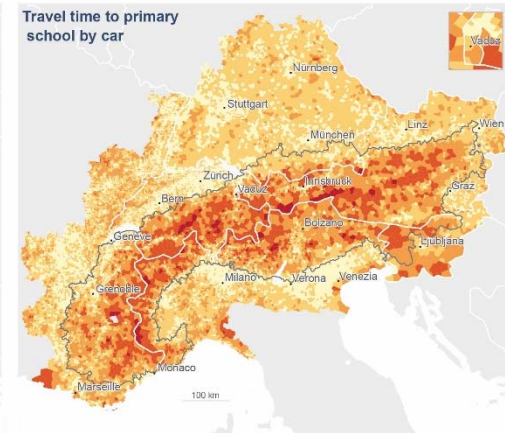 Travel time to primary
school by car
Vaduz
Nürnberg
Stuttgart
Linz
Wien
München
Zürich
Innsbruck
Vaduz
Graz
Bern
Bolzano
Genève
Ljubljana
Milano
Verona
Venezia
Grenoble
Monaco
Marseille
100 km